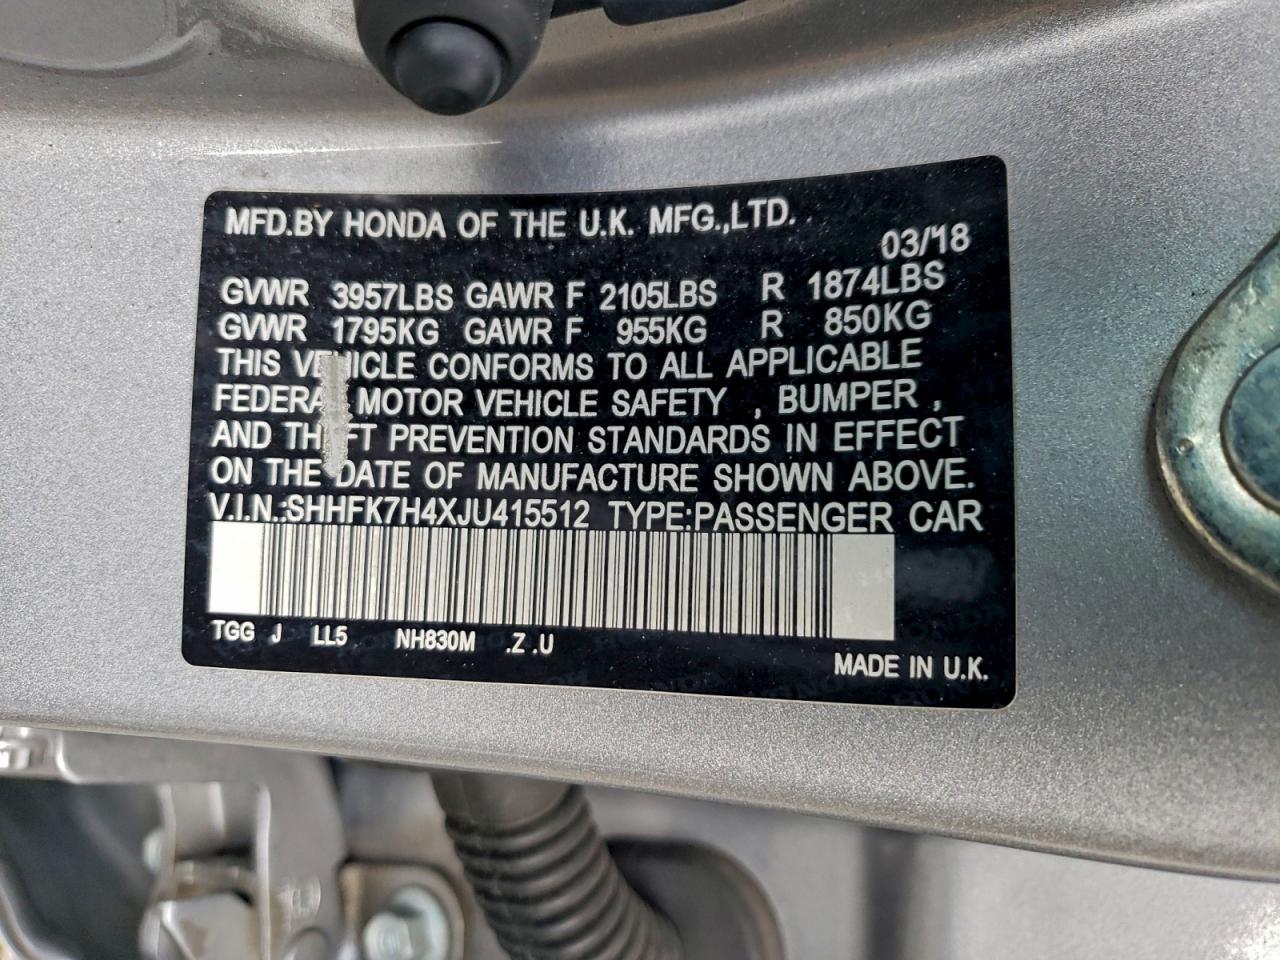 MFD.BY HONDA OF THE U.K. MFG.,LTD.
03/'18
GVWR 3957LBS GAWR F 2105LBS R 1874LBS
GVWR 1795KG GAWR F 955KG R 850KG
THIS VEHICLE CONFORMS TO ALL APPLICABLE
FEDERAL MOTOR VEHICLE SAFETY , BUMPER ,
AND THEFT PREVENTION STANDARDS IN EFFECT
ON THE DATE OF MANUFACTURE SHOWN ABOVE.
V.I.N.:SHHFK7H4XJU415512 TYPE:PASSENGER CAR
TGG J LL5 NH830M .Z .U
MADE IN U.K.